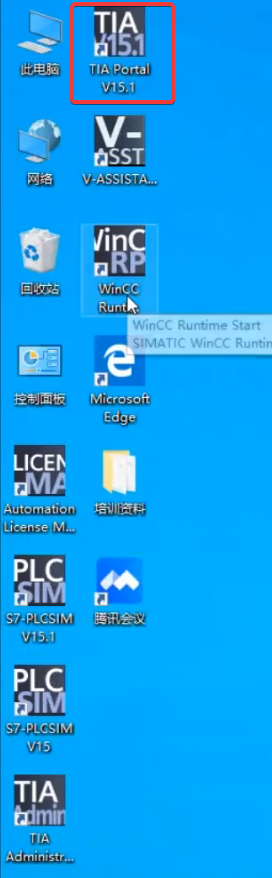 TIA
V15.1
此电脑
TIA Portal
V15.1
V-
ASST
网络
V-ASSISTA...
WinC
RP
回收站
WinCC
Runti
WinCC Runtime Start
SIMATIC WinCC Runtin
控制面板
Microsoft
Edge
LICEN
MA
Automation
License M...
培训资料
PLC
SIM
S7-PLCSIM
V15.1
腾讯会议
PLC
SIM
S7-PLCSIM
V15
TIA
Admin
TIA
Administr...